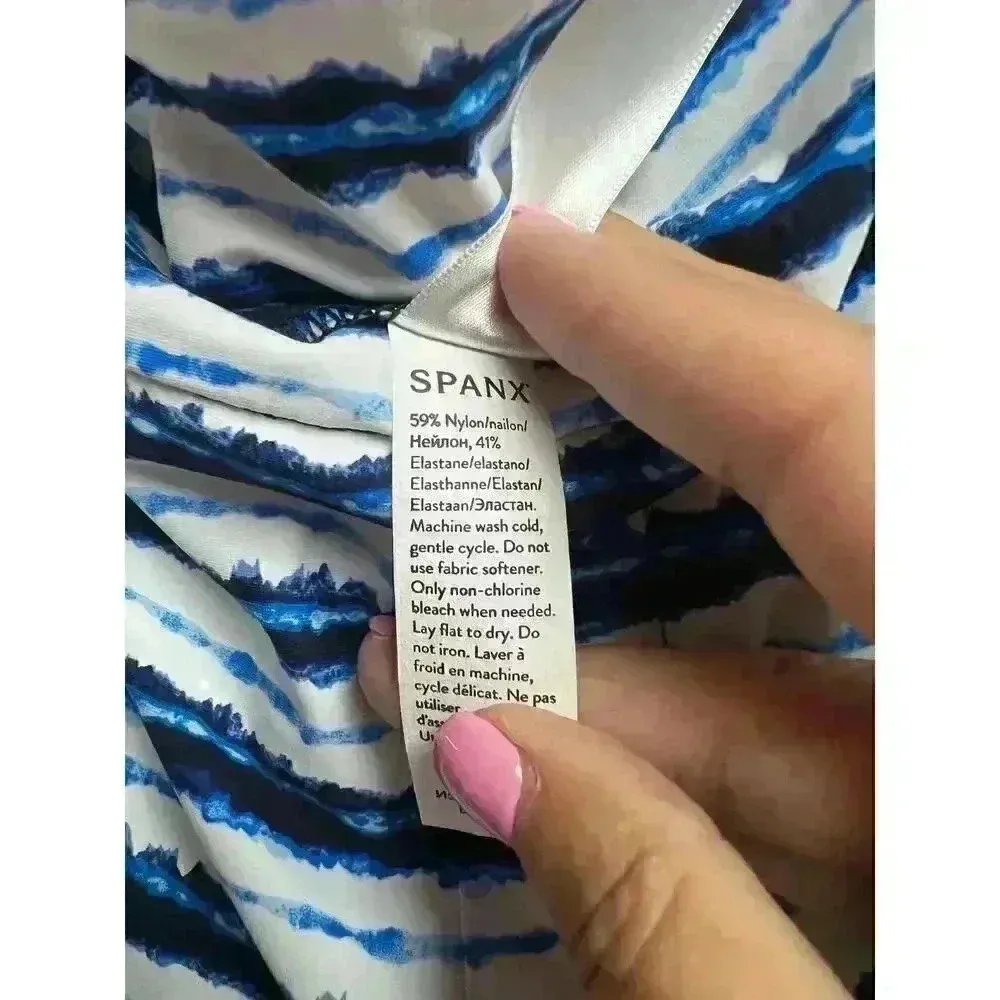 SPANX
59% Nylon/nailon/
Нейлон, 41%
Elastane/elastano/
Elasthanne/Elastan/
Elastaan/Эластан.
Machine wash cold,
gentle cycle. Do not
use fabric softener.
Only non-chlorine
bleach when needed.
Lay flat to dry. Do
not iron. Laver à
froid en machine,
cycle délicat. Ne pas
utiliser